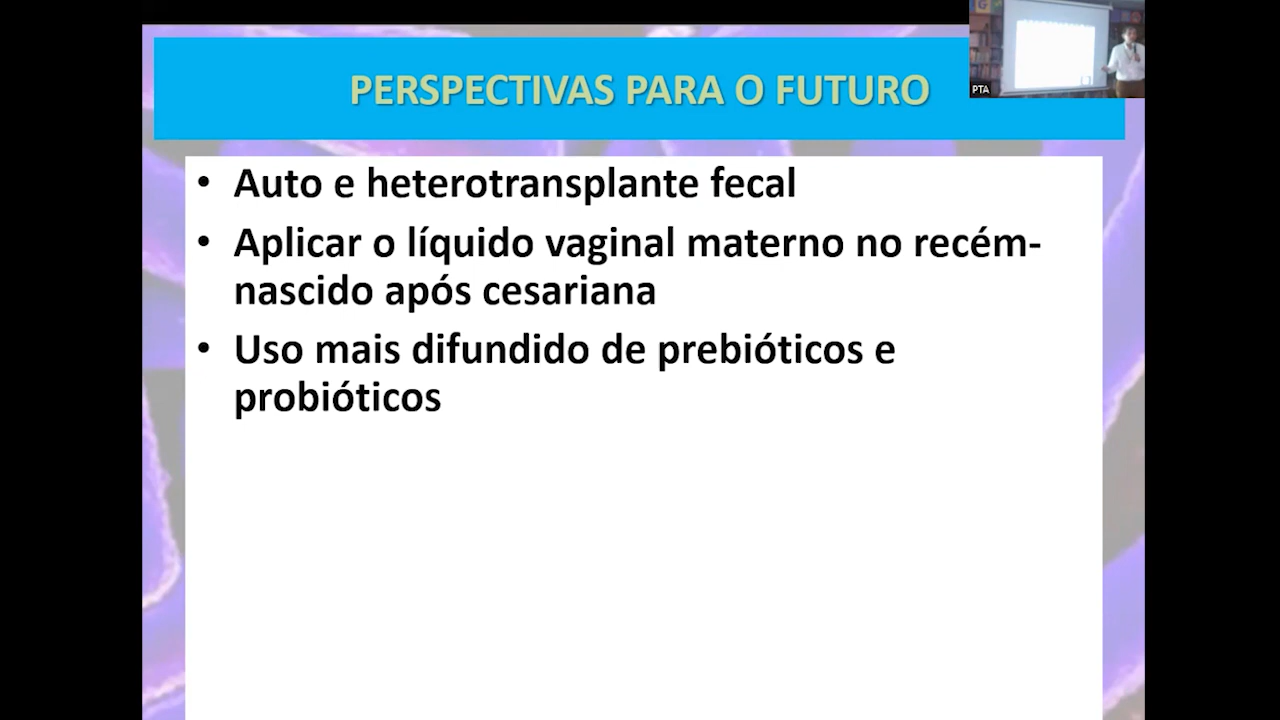 PERSPECTIVAS PARA O FUTURO
PTA
• Auto e heterotransplante fecal
• Aplicar o líquido vaginal materno no recém-
nascido após cesariana
• Uso mais difundido de prebióticos e
probióticos